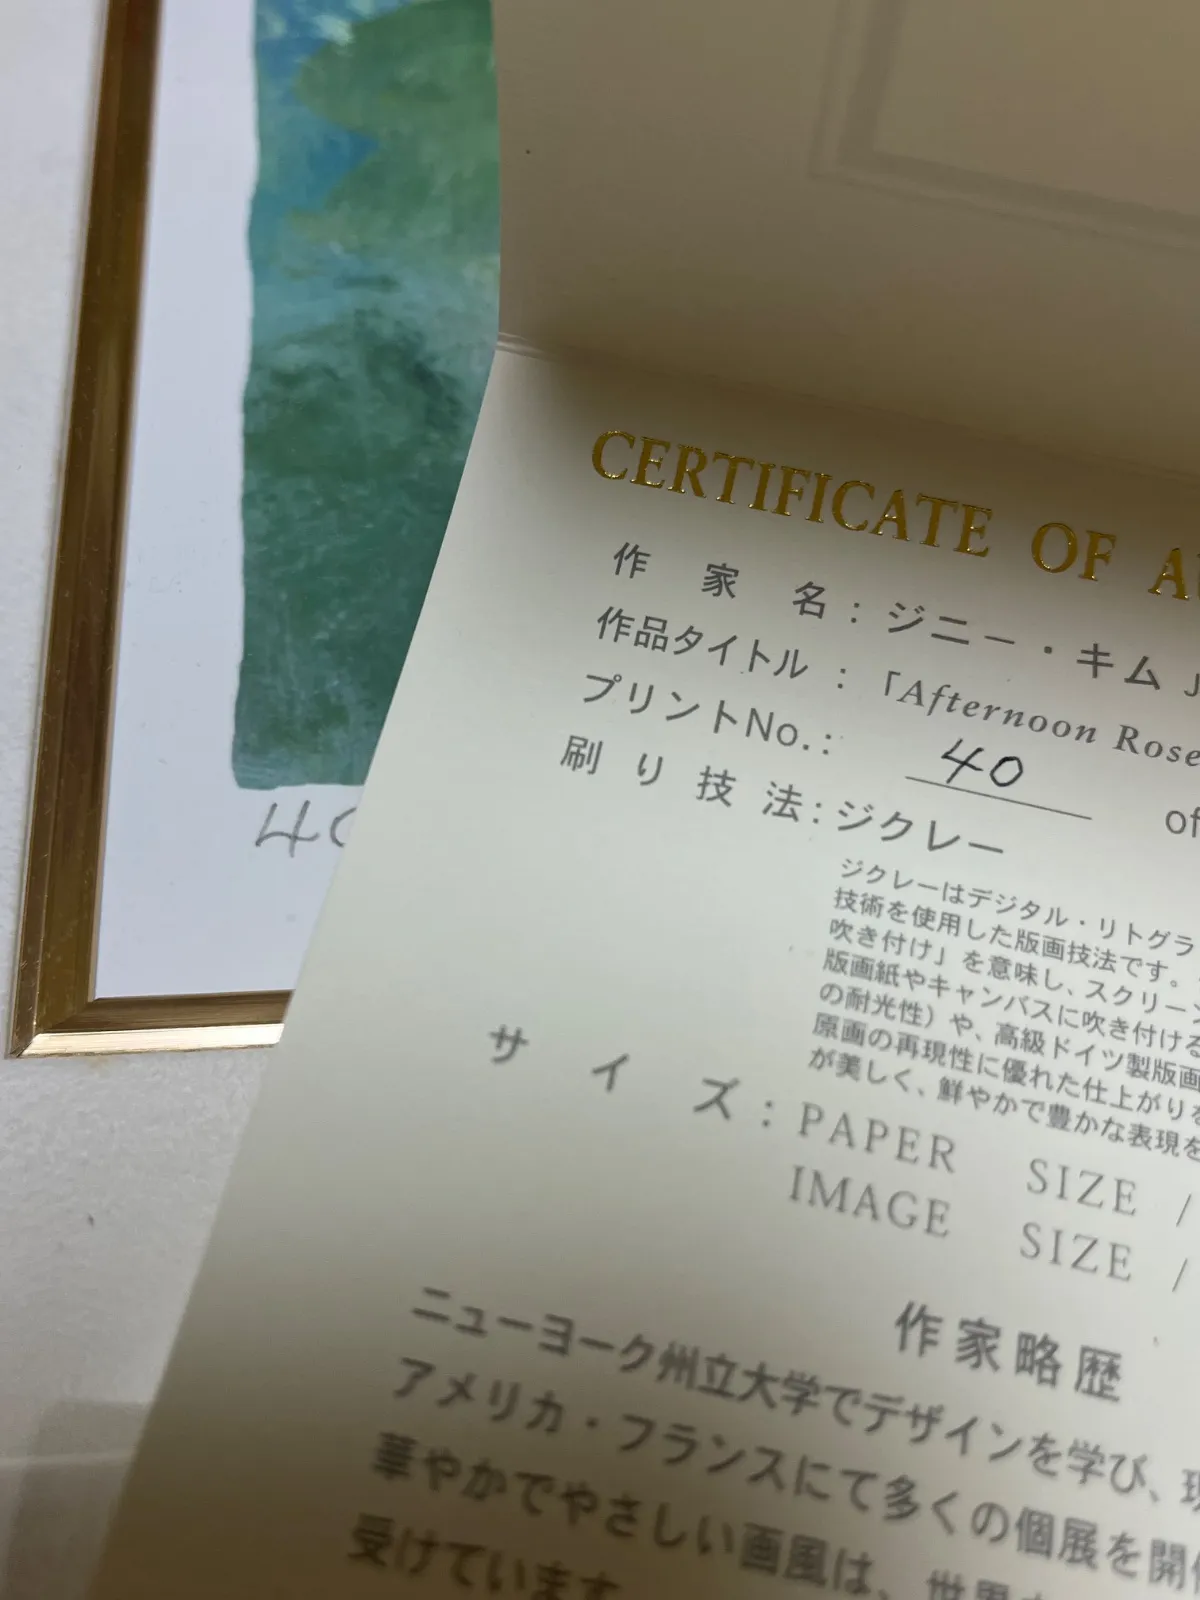 CERTIFICATE OF
作家名：ジニー・キム
作品タイトル：「Afternoon Rose
プリントNo.: 40 of
刷り技法：ジクレー
ジクレーはデジタル・リトグラ
技術を使用した版画技法です。
吹き付け」を意味し、スクリーン
版画紙やキャンバスに吹き付ける
の耐光性）や、高級ドイツ製版画
原画の再現性に優れた仕上がりを
が美しく、鮮やかで豊かな表現を
サイズ：PAPER SIZE /
IMAGE SIZE /
作家略歴
ニューヨーク州立大学でデザインを学び、現
アメリカ・フランスにて多くの個展を開催
華やかでやさしい画風は、世界
受けています
40